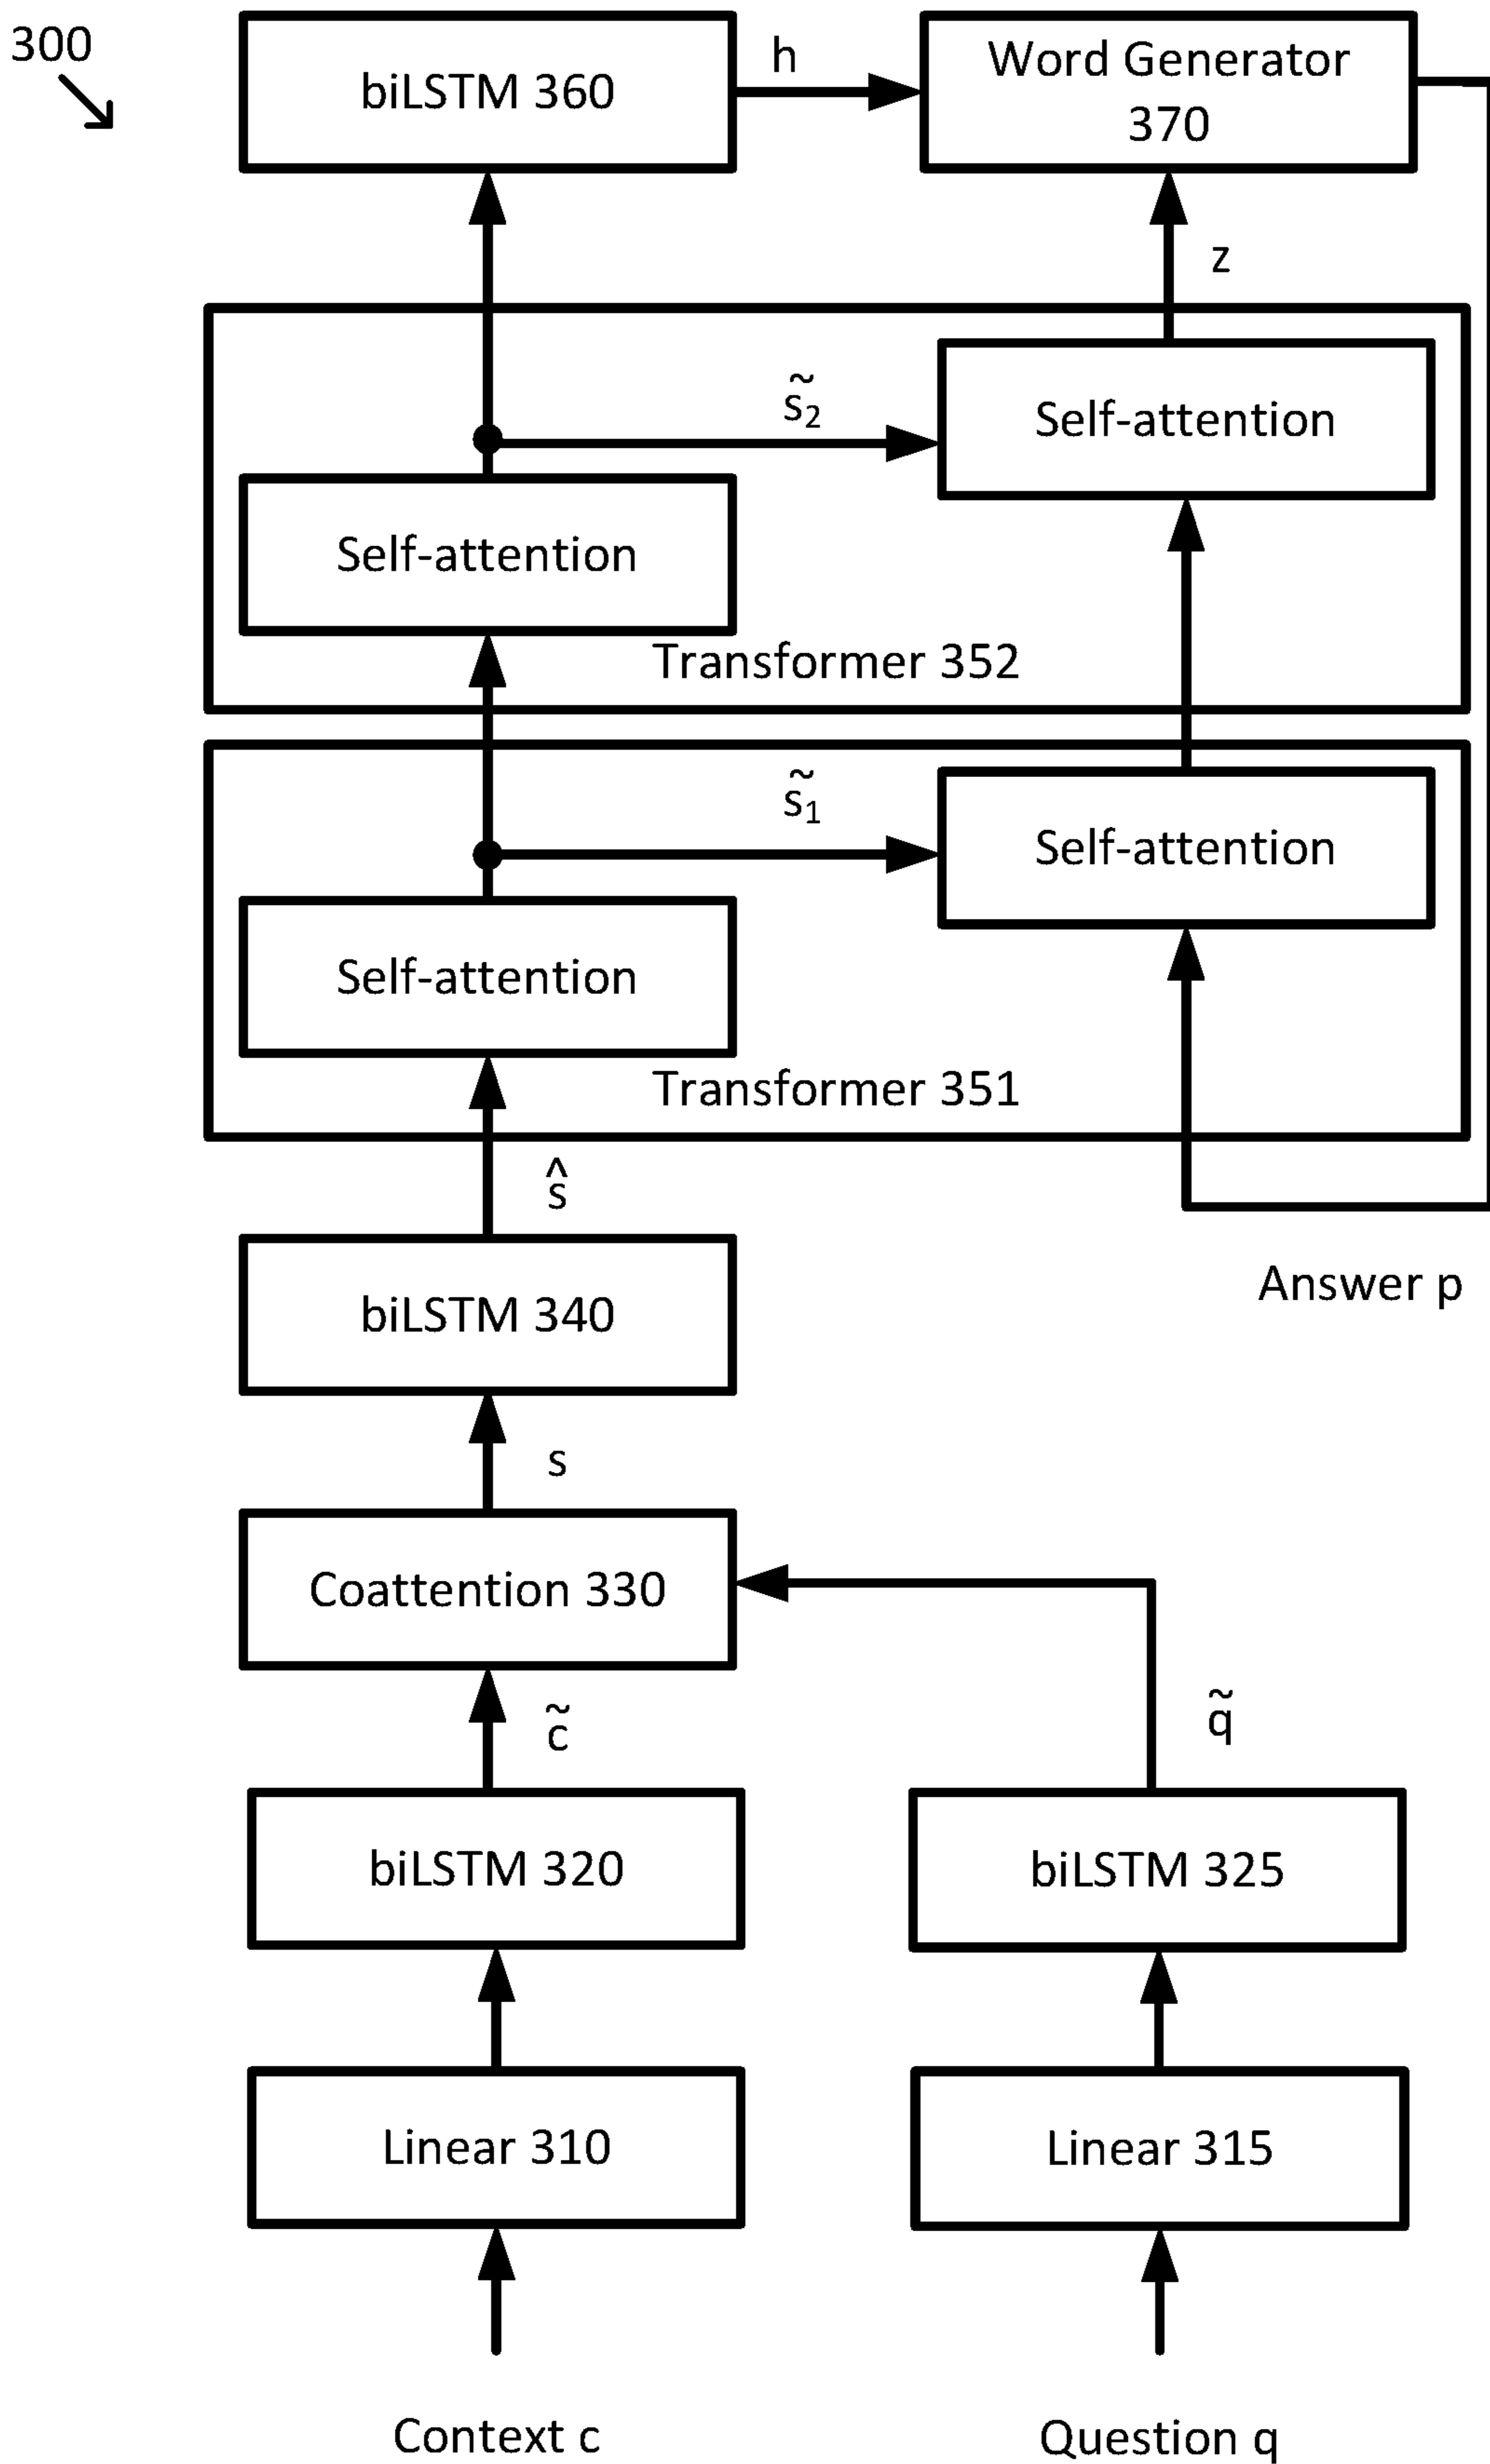 300
biLSTM 360
h
Word Generator
370
z
s̃₂
Self-attention
Self-attention
Transformer 352
s̃₁
Self-attention
Self-attention
Transformer 351
ŝ
biLSTM 340
Answer p
s
Coattention 330
c̃
q̃
biLSTM 320
biLSTM 325
Linear 310
Linear 315
Context c
Question q